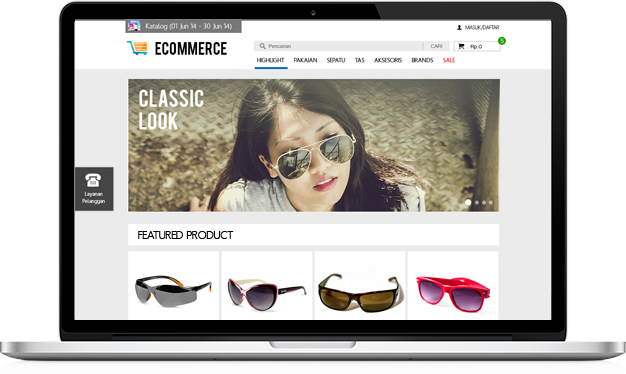 Katalog (01 Jun 14 - 30 Jun 14)
MASUK/DAFTAR
ECOMMERCE
Pencarian
CARI
Rp.0
5
HIGHLIGHT PAKAIAN SEPATU TAS AKSESORIS BRANDS SALE
CLASSIC
LOOK
Layanan
Pelanggan
FEATURED PRODUCT